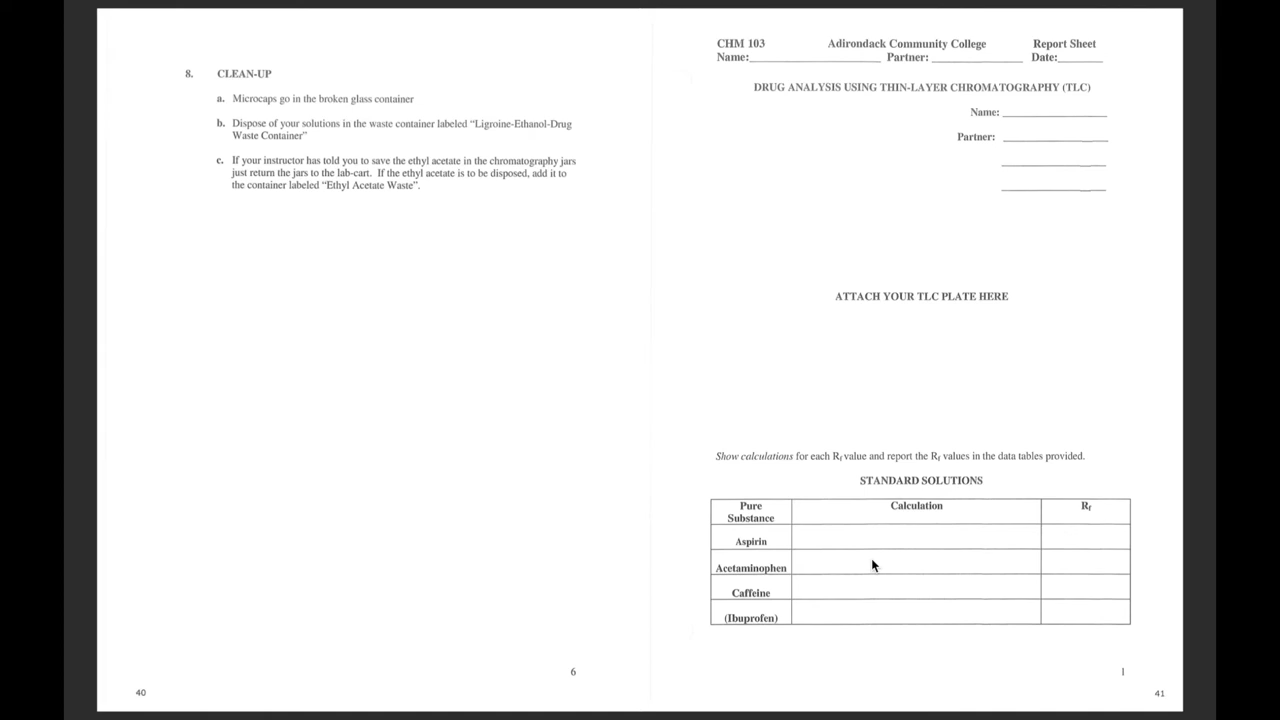 8. CLEAN-UP
a. Microcaps go in the broken glass container
b. Dispose of your solutions in the waste container labeled “Ligroine-Ethanol-Drug
Waste Container”
c. If your instructor has told you to save the ethyl acetate in the chromatography jars
just return the jars to the lab-cart. If the ethyl acetate is to be disposed, add it to
the container labeled “Ethyl Acetate Waste”.
6
40
CHM 103 Adirondack Community College Report Sheet
Name:______ Partner: ______ Date:______
DRUG ANALYSIS USING THIN-LAYER CHROMATOGRAPHY (TLC)
Name: ______
Partner: ______
ATTACH YOUR TLC PLATE HERE
Show calculations for each Rf value and report the Rf values in the data tables provided.
STANDARD SOLUTIONS
Pure Substance Calculation Rf
Aspirin
Acetaminophen
Caffeine
(Ibuprofen)
1
41